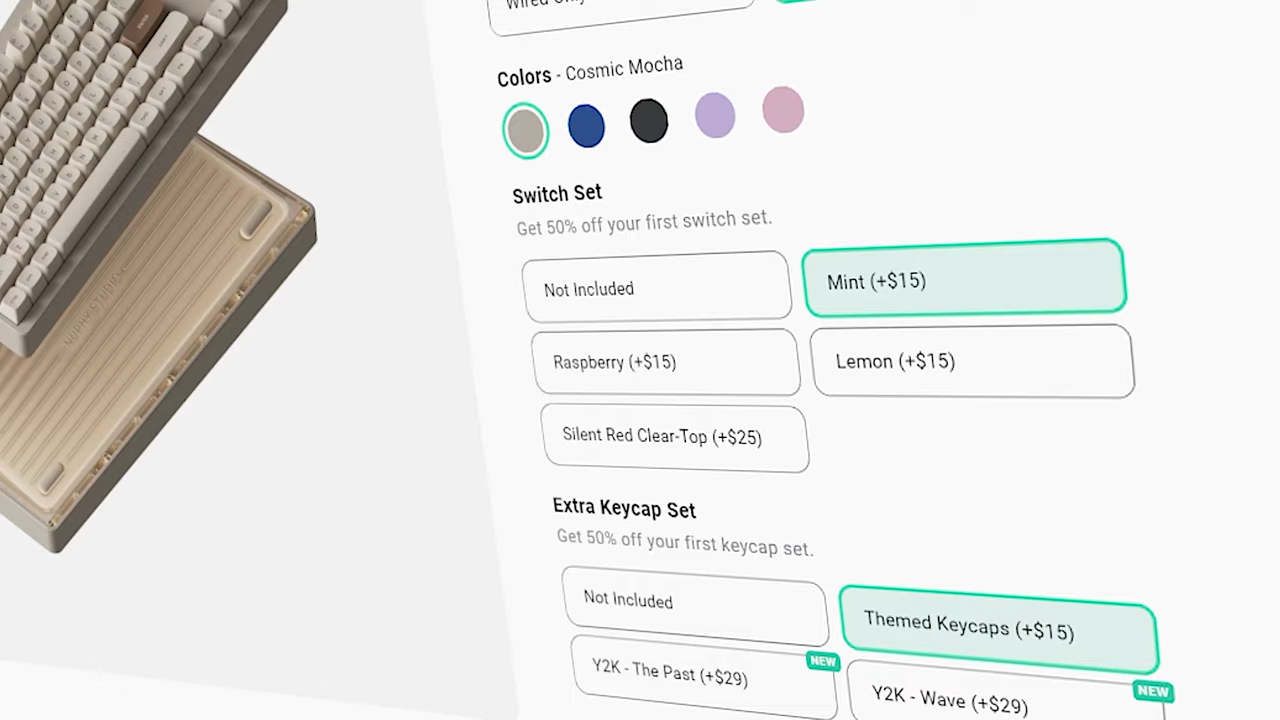 Colors - Cosmic Mocha
Switch Set
Get 50% off your first switch set.
Not Included
Mint (+$15)
Raspberry (+$15)
Lemon (+$15)
Silent Red Clear-Top (+$25)
Extra Keycap Set
Get 50% off your first keycap set.
Not Included
Themed Keycaps (+$15)
NEW
Y2K - The Past (+$29)
NEW
Y2K - Wave (+$29)
NUPHY STUDIO